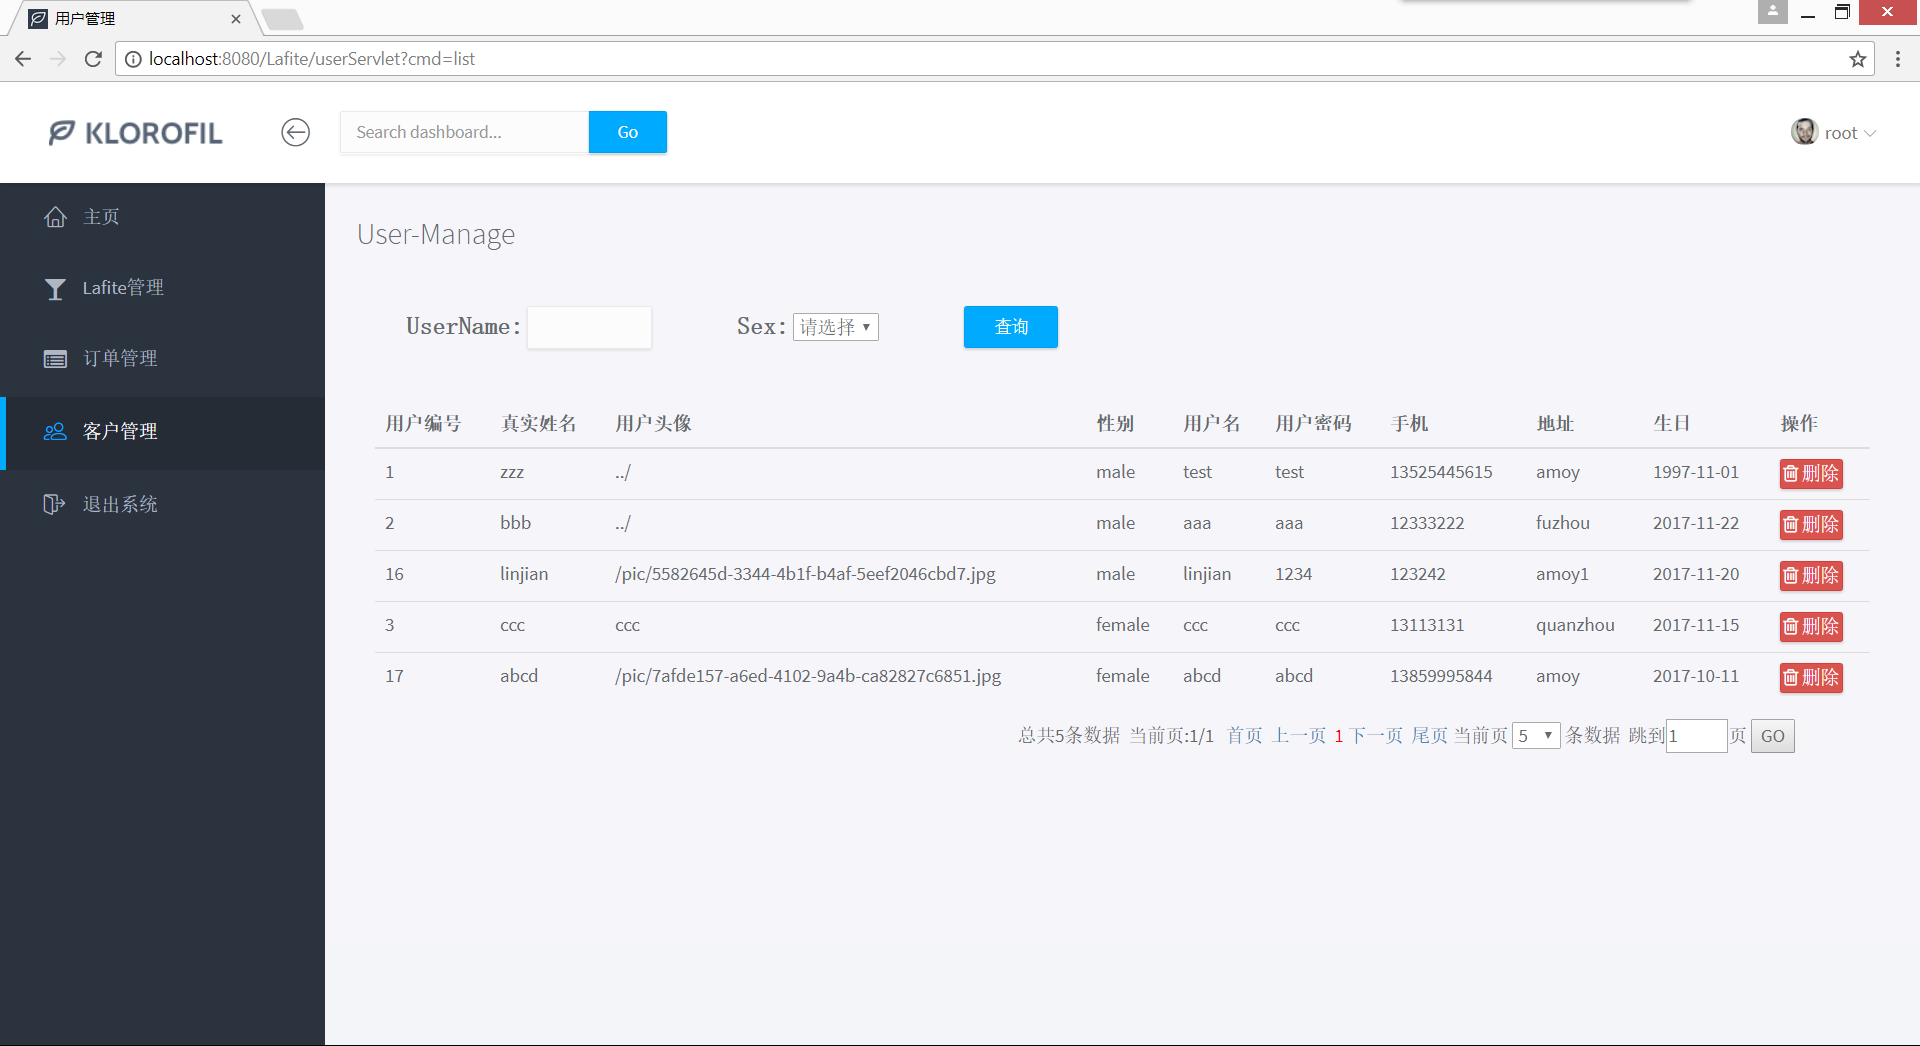 用户管理
localhost:8080/Lafite/userServlet?cmd=list
KLOROFIL
Search dashboard...
Go
root
主页
Lafite管理
订单管理
客户管理
退出系统
User-Manage
UserName:
Sex: 请选择
查询
用户编号 真实姓名 用户头像 性别 用户名 用户密码 手机 地址 生日 操作
1 zzz ../ male test test 13525445615 amoy 1997-11-01 删除
2 bbb ../ male aaa aaa 12333222 fuzhou 2017-11-22 删除
16 linjian /pic/5582645d-3344-4b1f-b4af-5eef2046cbd7.jpg male linjian 1234 123242 amoy1 2017-11-20 删除
3 ccc ccc female ccc ccc 13113131 quanzhou 2017-11-15 删除
17 abcd /pic/7afde157-a6ed-4102-9a4b-ca82827c6851.jpg female abcd abcd 13859995844 amoy 2017-10-11 删除
总共5条数据 当前页:1/1 首页 上一页 1 下一页 尾页 当前页 5 条数据 跳到 1 页 GO